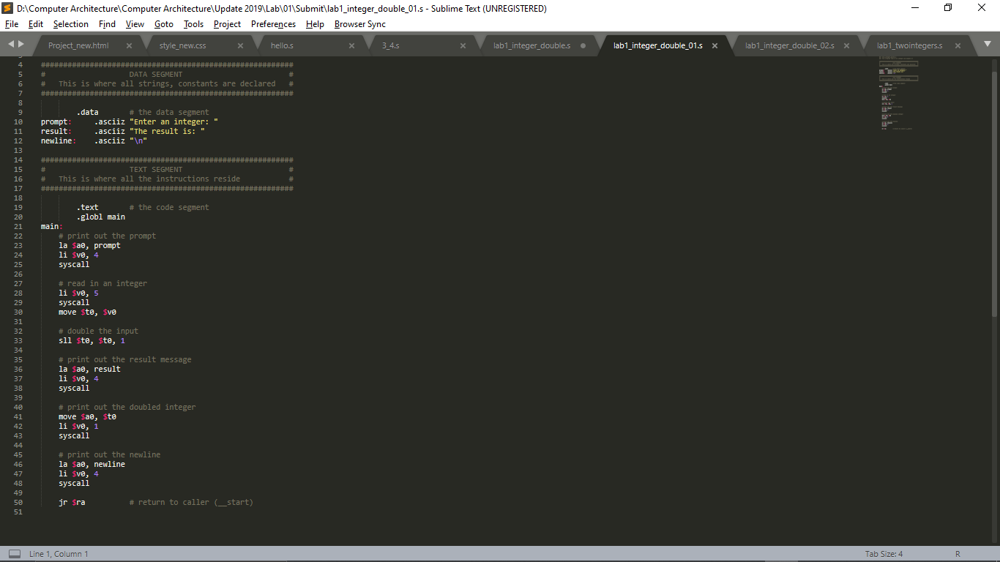 D:\Computer Architecture\Computer Architecture\Update 2019\Lab\01\Submit\lab1_integer_double_01.s - Sublime Text (UNREGISTERED)
File Edit Selection Find View Goto Tools Project Preferences Help Browser Sync
Project_new.html style_new.css hello.s 3_4.s lab1_integer_double.s lab1_integer_double_01.s lab1_integer_double_02.s lab1_twointegers.s
4 #########################################################
5 # DATA SEGMENT #
6 # This is where all strings, constants are declared #
7 #########################################################
8
9 .data # the data segment
10 prompt: .asciiz "Enter an integer: "
11 result: .asciiz "The result is: "
12 newline: .asciiz "\n"
13
14 #########################################################
15 # TEXT SEGMENT #
16 # This is where all the instructions reside #
17 #########################################################
18
19 .text # the code segment
20 .globl main
21 main:
22 # print out the prompt
23 la $a0, prompt
24 li $v0, 4
25 syscall
26
27 # read in an integer
28 li $v0, 5
29 syscall
30 move $t0, $v0
31
32 # double the input
33 sll $t0, $t0, 1
34
35 # print out the result message
36 la $a0, result
37 li $v0, 4
38 syscall
39
40 # print out the doubled integer
41 move $a0, $t0
42 li $v0, 1
43 syscall
44
45 # print out the newline
46 la $a0, newline
47 li $v0, 4
48 syscall
49
50 jr $ra # return to caller (__start)
51
Line 1, Column 1 Tab Size: 4 R